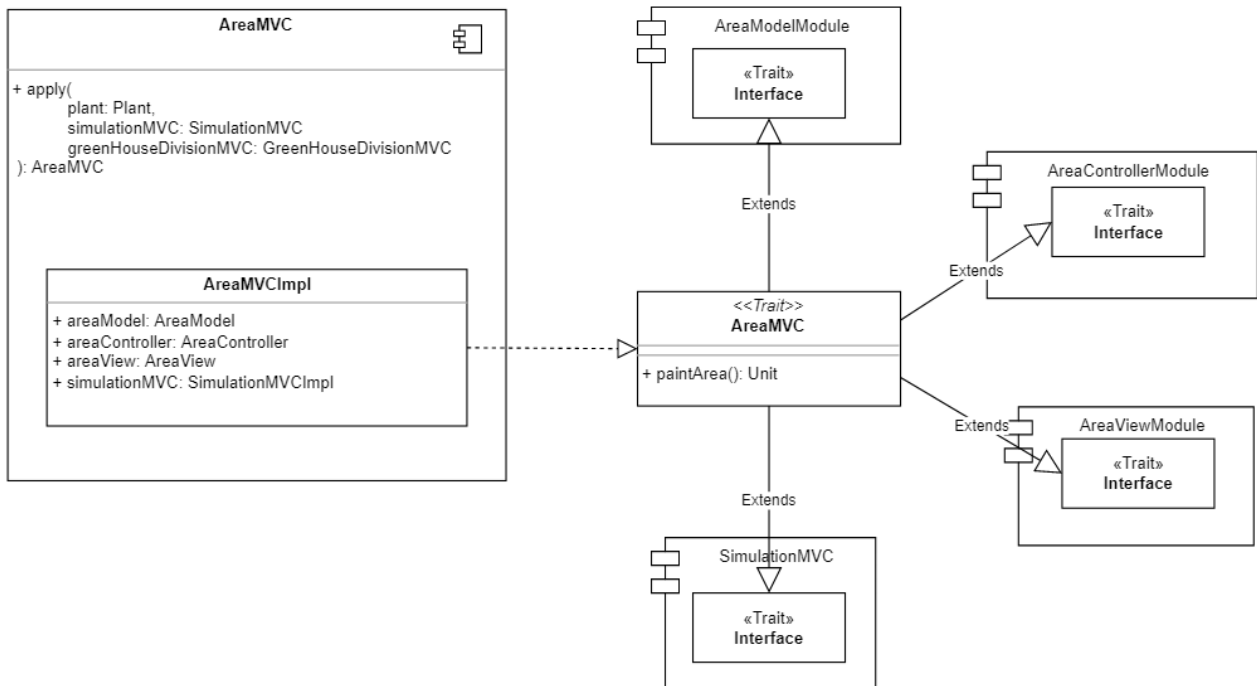 AreaMVC
+ apply(
plant: Plant,
simulationMVC: SimulationMVC
greenHouseDivisionMVC: GreenHouseDivisionMVC
): AreaMVC
AreaMVCImpl
+ areaModel: AreaModel
+ areaController: AreaController
+ areaView: AreaView
+ simulationMVC: SimulationMVCImpl
AreaModelModule
«Trait»
Interface
Extends
AreaControllerModule
«Trait»
Interface
Extends
<<Trait>>
AreaMVC
+ paintArea(): Unit
Extends
AreaViewModule
«Trait»
Interface
Extends
SimulationMVC
«Trait»
Interface